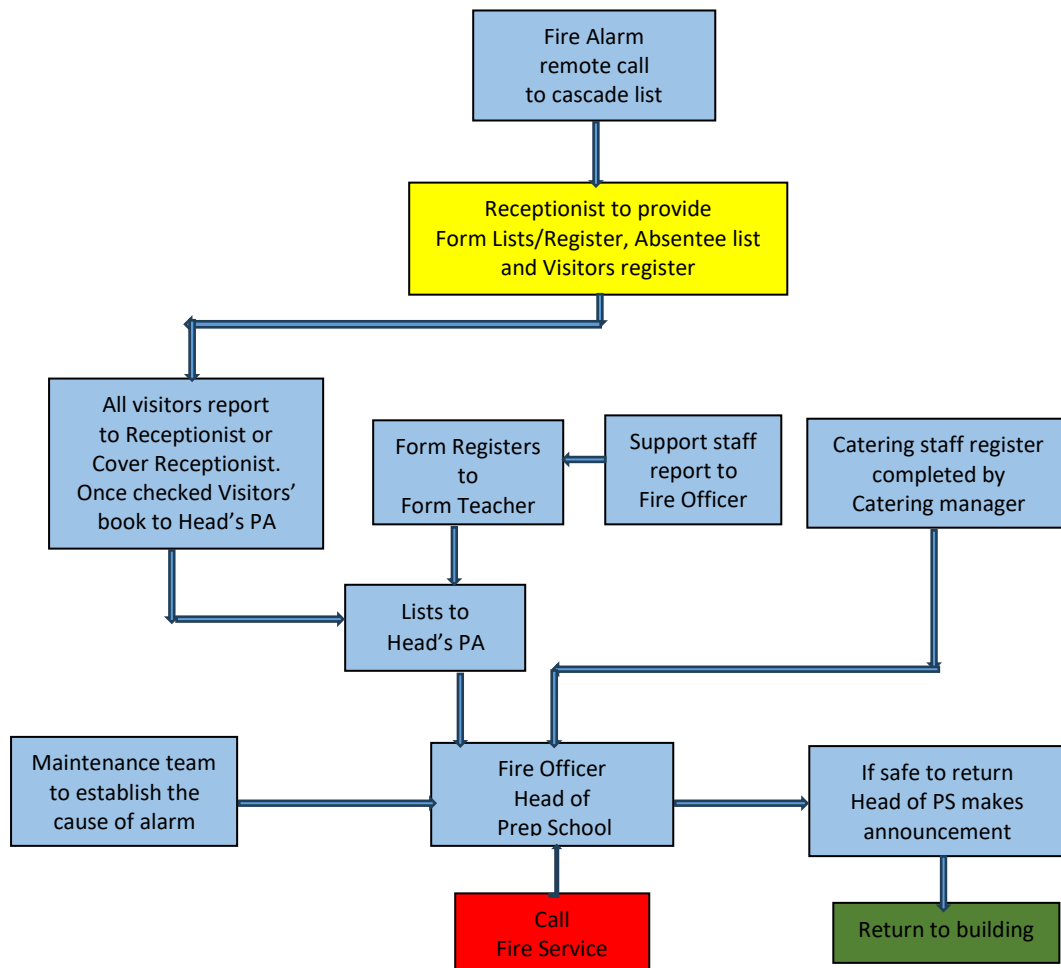 Fire Alarm
remote call
to cascade list
Receptionist to provide
Form Lists/Register, Absentee list
and Visitors register
All visitors report
to Receptionist or
Cover Receptionist.
Once checked Visitors’
book to Head’s PA
Form Registers
to
Form Teacher
Support staff
report to
Fire Officer
Catering staff register
completed by
Catering manager
Lists to
Head’s PA
Maintenance team
to establish the
cause of alarm
Fire Officer
Head of
Prep School
If safe to return
Head of PS makes
announcement
Call
Fire Service
Return to building